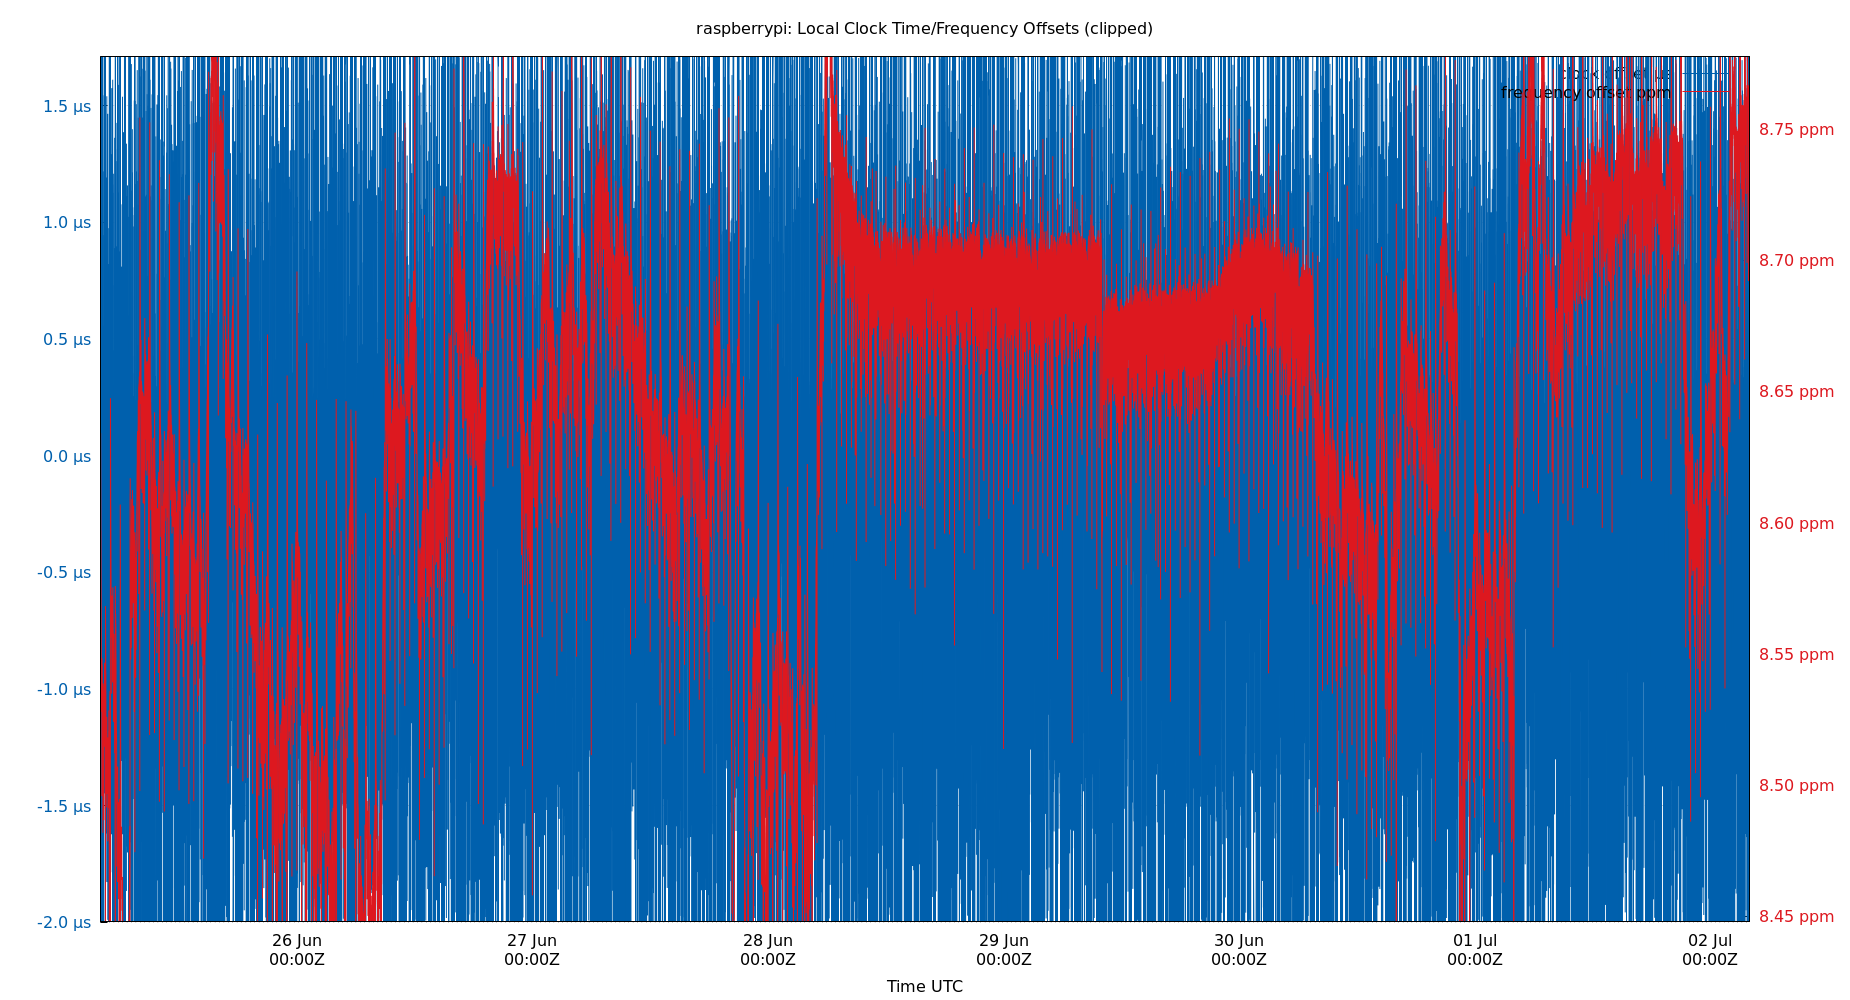 raspberrypi: Local Clock Time/Frequency Offsets (clipped)
clock offset µs
frequency offset ppm
1.5 µs
1.0 µs
0.5 µs
0.0 µs
-0.5 µs
-1.0 µs
-1.5 µs
-2.0 µs
8.75 ppm
8.70 ppm
8.65 ppm
8.60 ppm
8.55 ppm
8.50 ppm
8.45 ppm
26 Jun
00:00Z
27 Jun
00:00Z
28 Jun
00:00Z
29 Jun
00:00Z
30 Jun
00:00Z
01 Jul
00:00Z
02 Jul
00:00Z
Time UTC